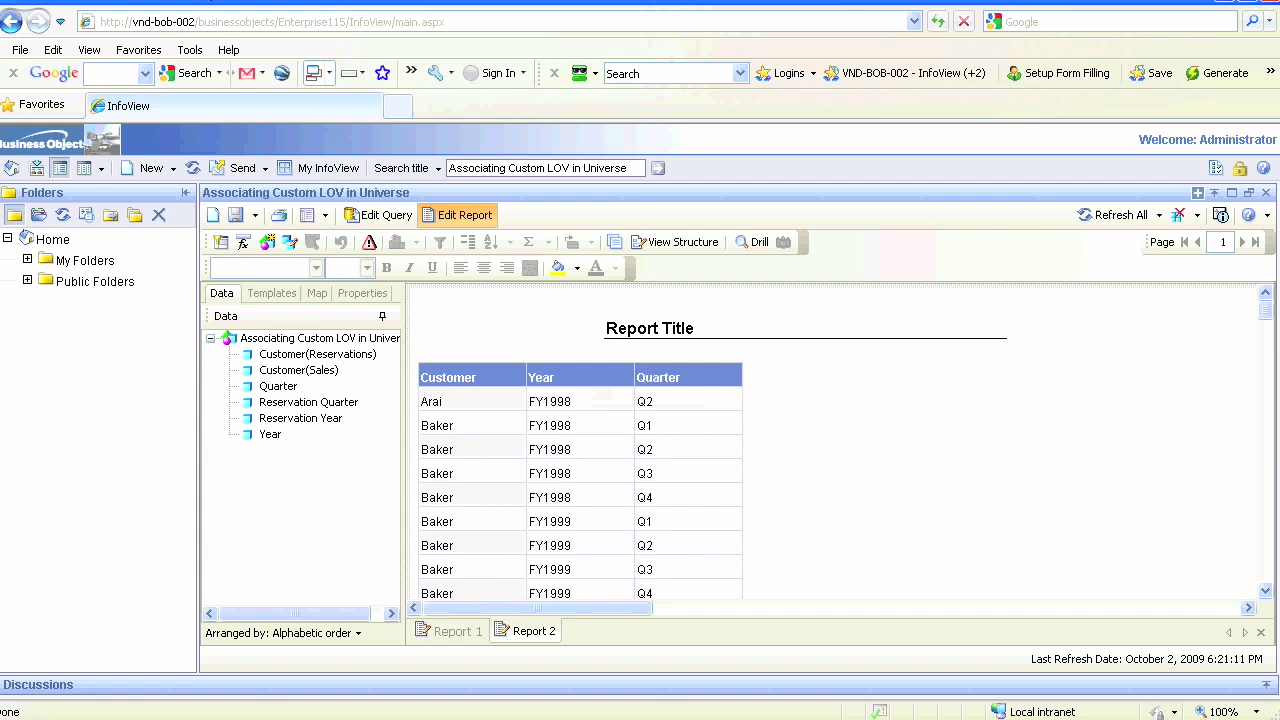 http://vnd-bob-002/businessobjects/Enterprise115/InfoView/main.aspx
Google
File Edit View Favorites Tools Help
Google Search Sign In Search Logins VND-BOB-002 - InfoView (+2) Setup Form Filling Save Generate
Favorites InfoView
Business Object Welcome: Administrator
New Send My InfoView Search title Associating Custom LOV in Universe
Folders
Associating Custom LOV in Universe
Edit Query Edit Report Refresh All
Home
View Structure Drill Page 1
My Folders
Public Folders
Data Templates Map Properties
Data
Associating Custom LOV in Univer
Customer(Reservations)
Customer(Sales)
Quarter
Reservation Quarter
Reservation Year
Year
Report Title
Customer Year Quarter
Arai FY1998 Q2
Baker FY1998 Q1
Baker FY1998 Q2
Baker FY1998 Q3
Baker FY1998 Q4
Baker FY1999 Q1
Baker FY1999 Q2
Baker FY1999 Q3
Baker FY1999 Q4
Arranged by: Alphabetic order
Report 1 Report 2
Last Refresh Date: October 2, 2009 6:21:11 PM
Discussions
one Local intranet 100%